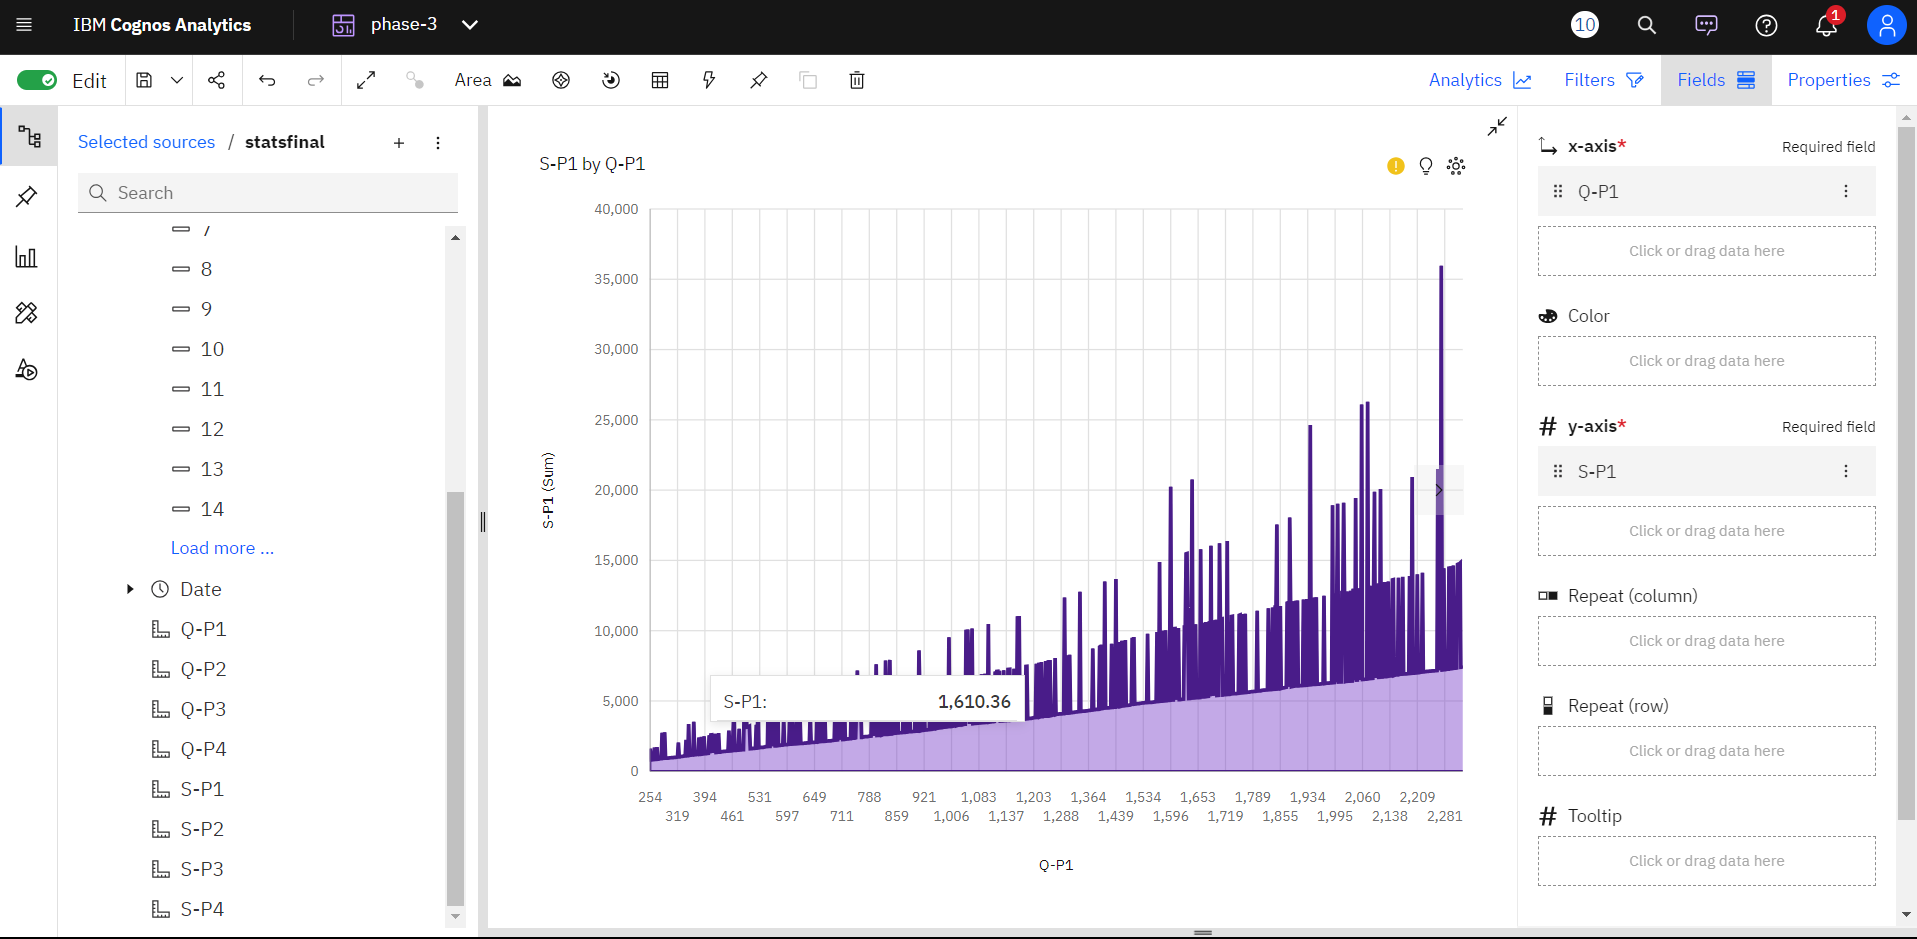 IBM Cognos Analytics
phase-3
10
1
Edit
Area
Analytics
Filters
Fields
Properties
Selected sources / statsfinal
Search
7
8
9
10
11
12
13
14
Load more ...
Date
Q-P1
Q-P2
Q-P3
Q-P4
S-P1
S-P2
S-P3
S-P4
S-P1 by Q-P1
S-P1 (Sum)
40,000
35,000
30,000
25,000
20,000
15,000
10,000
5,000
0
S-P1: 1,610.36
254 394 531 649 788 921 1,083 1,203 1,364 1,534 1,653 1,789 1,934 2,060 2,209
319 461 597 711 859 1,006 1,137 1,288 1,439 1,596 1,719 1,855 1,995 2,138 2,281
Q-P1
x-axis* Required field
Q-P1
Click or drag data here
Color
Click or drag data here
# y-axis* Required field
S-P1
Click or drag data here
Repeat (column)
Click or drag data here
Repeat (row)
Click or drag data here
# Tooltip
Click or drag data here